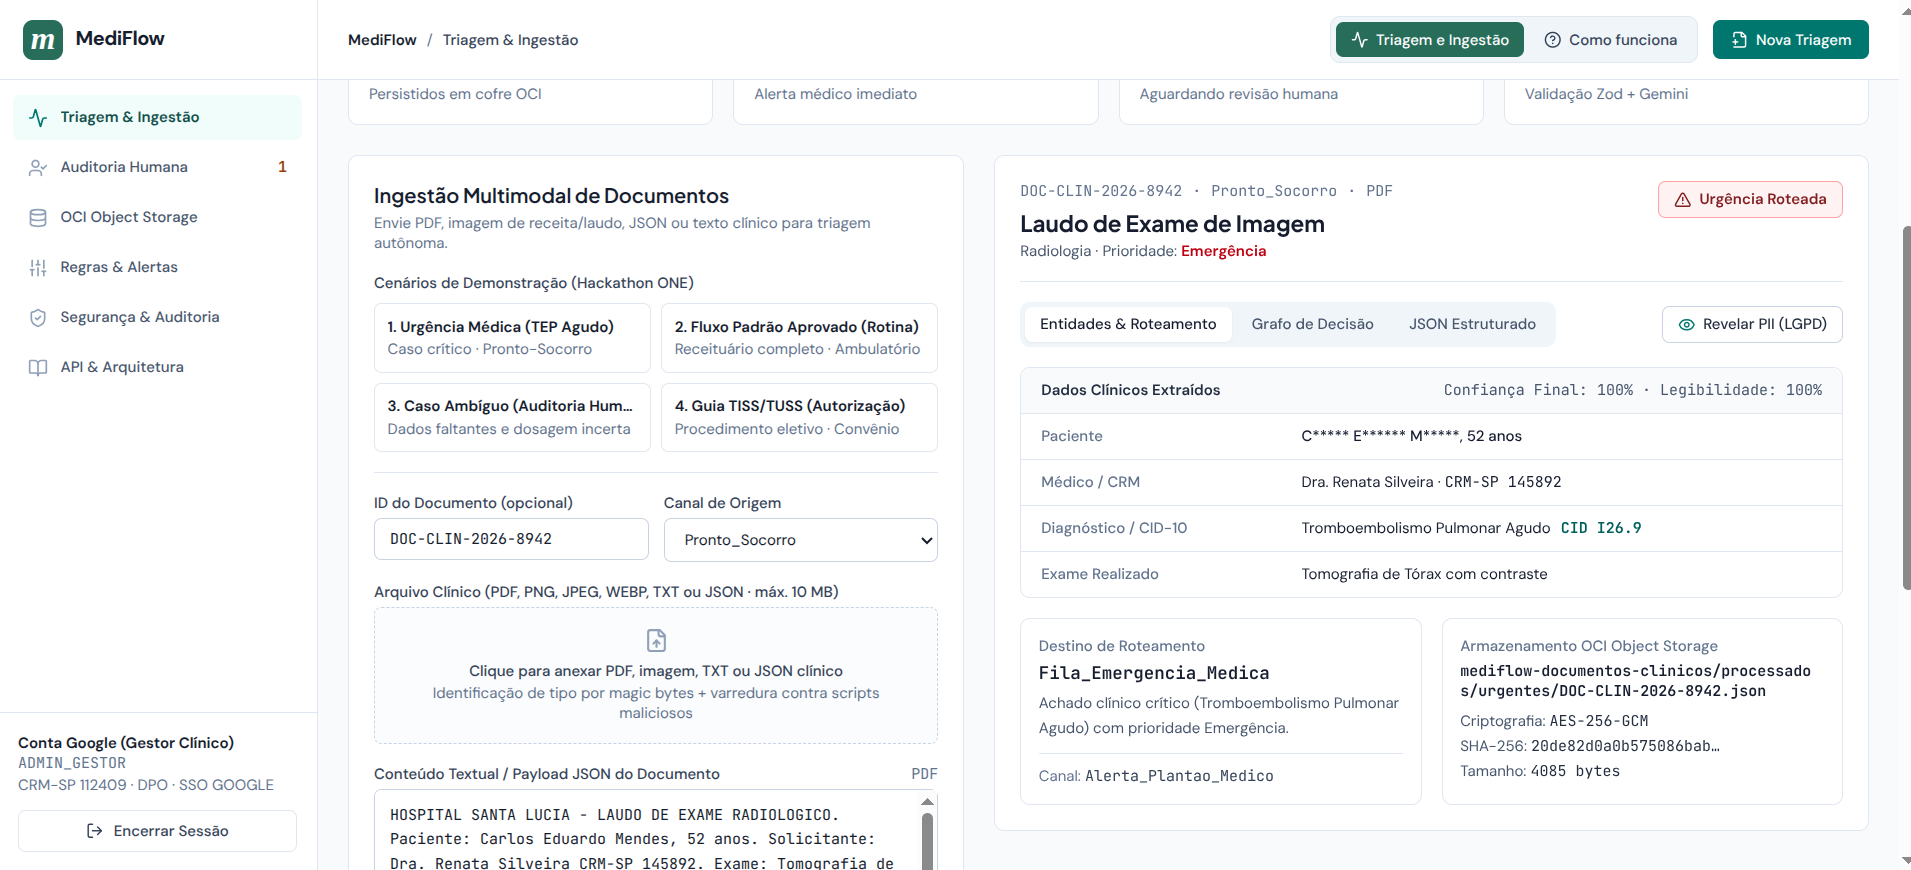 m MediFlow
Triagem & Ingestão
Auditoria Humana 1
OCI Object Storage
Regras & Alertas
Segurança & Auditoria
API & Arquitetura
Conta Google (Gestor Clínico)
ADMIN_GESTOR
CRM-SP 112409 · DPO · SSO GOOGLE
Encerrar Sessão
MediFlow / Triagem & Ingestão
Triagem e Ingestão
Como funciona
Nova Triagem
Persistidos em cofre OCI
Alerta médico imediato
Aguardando revisão humana
Validação Zod + Gemini
Ingestão Multimodal de Documentos
Envie PDF, imagem de receita/laudo, JSON ou texto clínico para triagem
autônoma.
Cenários de Demonstração (Hackathon ONE)
1. Urgência Médica (TEP Agudo)
Caso crítico · Pronto-Socorro
2. Fluxo Padrão Aprovado (Rotina)
Receituário completo · Ambulatório
3. Caso Ambíguo (Auditoria Hum...
Dados faltantes e dosagem incerta
4. Guia TISS/TUSS (Autorização)
Procedimento eletivo · Convênio
ID do Documento (opcional)
DOC-CLIN-2026-8942
Canal de Origem
Pronto_Socorro
Arquivo Clínico (PDF, PNG, JPEG, WEBP, TXT ou JSON · máx. 10 MB)
Clique para anexar PDF, imagem, TXT ou JSON clínico
Identificação de tipo por magic bytes + varredura contra scripts
maliciosos
Conteúdo Textual / Payload JSON do Documento PDF
HOSPITAL SANTA LUCIA - LAUDO DE EXAME RADIOLOGICO.
Paciente: Carlos Eduardo Mendes, 52 anos. Solicitante:
Dra. Renata Silveira CRM-SP 145892. Exame: Tomografia de
DOC-CLIN-2026-8942 · Pronto_Socorro · PDF
Laudo de Exame de Imagem
Radiologia · Prioridade: Emergência
Urgência Roteada
Entidades & Roteamento
Grafo de Decisão
JSON Estruturado
Revelar PII (LGPD)
Dados Clínicos Extraídos Confiança Final: 100% · Legibilidade: 100%
Paciente C***** E****** M*****, 52 anos
Médico / CRM Dra. Renata Silveira · CRM-SP 145892
Diagnóstico / CID-10 Tromboembolismo Pulmonar Agudo CID I26.9
Exame Realizado Tomografia de Tórax com contraste
Destino de Roteamento
Fila_Emergencia_Medica
Achado clínico crítico (Tromboembolismo Pulmonar
Agudo) com prioridade Emergência.
Canal: Alerta_Plantao_Medico
Armazenamento OCI Object Storage
mediflow-documentos-clinicos/processado
s/urgentes/DOC-CLIN-2026-8942.json
Criptografia: AES-256-GCM
SHA-256: 20de82d0a0b575086bab…
Tamanho: 4085 bytes